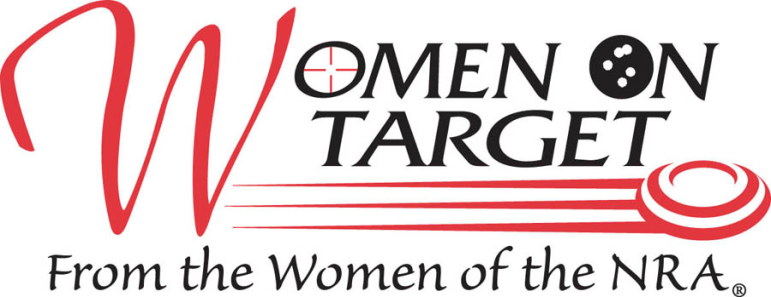 WOMEN ON
TARGET
From the Women of the NRA®